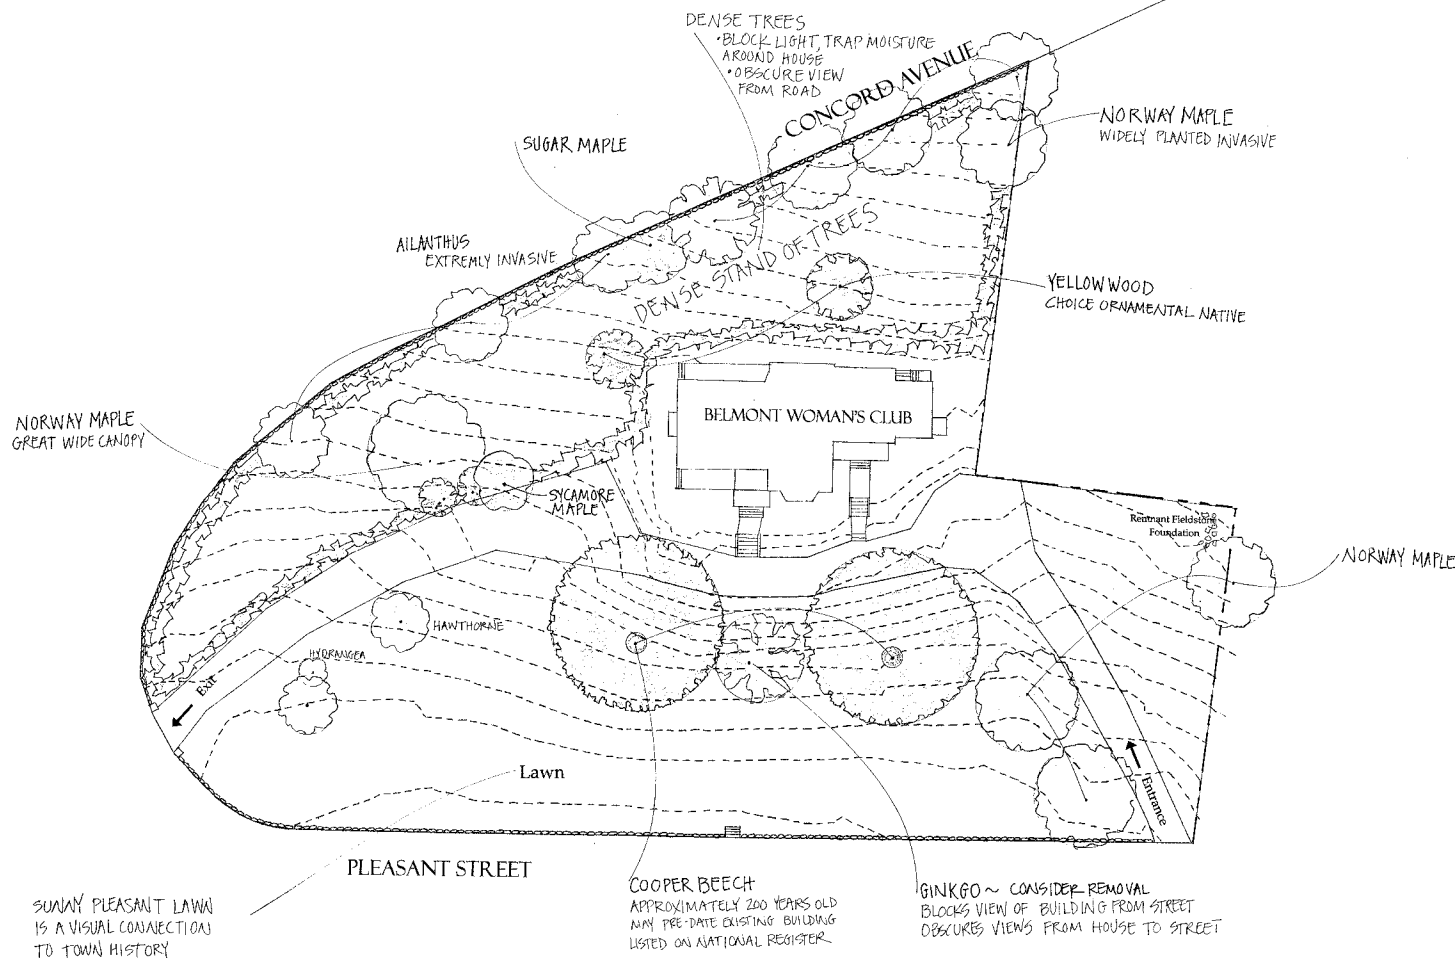 DENSE TREES
•BLOCK LIGHT, TRAP MOISTURE
AROUND HOUSE
•OBSCURE VIEW
FROM ROAD
CONCORD AVENUE
NORWAY MAPLE
WIDELY PLANTED INVASIVE
SUGAR MAPLE
AILANTHUS
EXTREMLY INVASIVE
DENSE STAND OF TREES
YELLOWWOOD
CHOICE ORNAMENTAL NATIVE
NORWAY MAPLE
GREAT WIDE CANOPY
BELMONT WOMAN'S CLUB
SYCAMORE
MAPLE
Remnant Fieldstone
Foundation
NORWAY MAPLE
HAWTHORNE
HYDRANGEA
Exit
Lawn
Entrance
PLEASANT STREET
SUNNY PLEASANT LAWN
IS A VISUAL CONNECTION
TO TOWN HISTORY
COOPER BEECH
APPROXIMATELY 200 YEARS OLD
MAY PRE-DATE EXISTING BUILDING
LISTED ON NATIONAL REGISTER
GINKGO ~ CONSIDER REMOVAL
BLOCKS VIEW OF BUILDING FROM STREET
OBSCURES VIEWS FROM HOUSE TO STREET